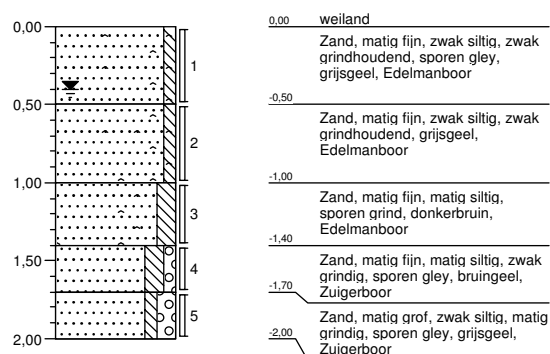 0,00
0,50
1,00
1,50
2,00
1
2
3
4
5
0,00 weiland
Zand, matig fijn, zwak siltig, zwak
grindhoudend, sporen gley,
grijsgeel, Edelmanboor
-0,50
Zand, matig fijn, zwak siltig, zwak
grindhoudend, grijsgeel,
Edelmanboor
-1,00
Zand, matig fijn, matig siltig,
sporen grind, donkerbruin,
Edelmanboor
-1,40
Zand, matig fijn, matig siltig, zwak
grindig, sporen gley, bruingeel,
Zuigerboor
-1,70
Zand, matig grof, zwak siltig, matig
grindig, sporen gley, grijsgeel,
Zuigerboor
-2,00